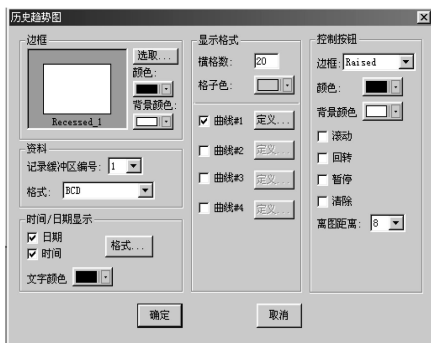 历史趋势图
边框
选取...
颜色:
背景颜色:
Recessed_1
资料
记录缓冲区编号: 1
格式: BCD
时间/日期显示
日期
时间
格式...
文字颜色
显示格式
横格数: 20
格子色:
曲线#1 定义...
曲线#2 定义...
曲线#3 定义...
曲线#4 定义...
控制按钮
边框: Raised
颜色:
背景颜色
滚动
回转
暂停
清除
离图距离: 8
确定
取消